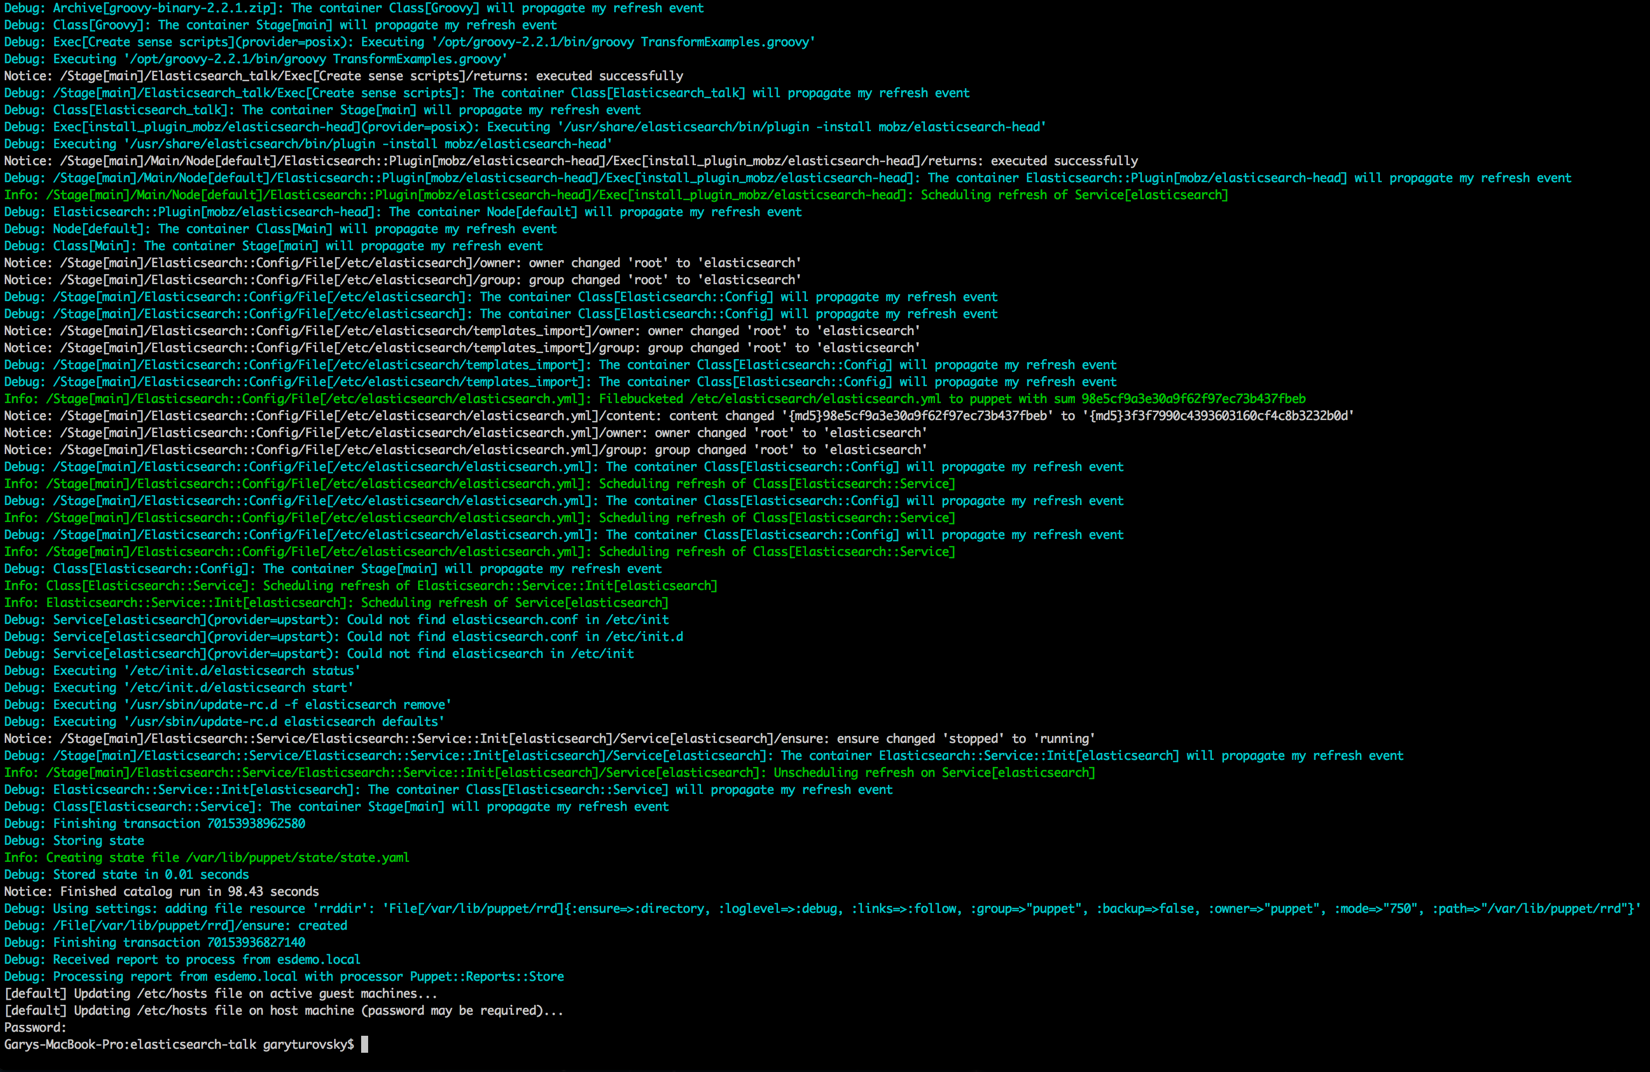 Debug: Archive[groovy-binary-2.2.1.zip]: The container Class[Groovy] will propagate my refresh event
Debug: Class[Groovy]: The container Stage[main] will propagate my refresh event
Debug: Exec[Create sense scripts](provider=posix): Executing '/opt/groovy-2.2.1/bin/groovy TransformExamples.groovy'
Debug: Executing '/opt/groovy-2.2.1/bin/groovy TransformExamples.groovy'
Notice: /Stage[main]/Elasticsearch_talk/Exec[Create sense scripts]/returns: executed successfully
Debug: /Stage[main]/Elasticsearch_talk/Exec[Create sense scripts]: The container Class[Elasticsearch_talk] will propagate my refresh event
Debug: Class[Elasticsearch_talk]: The container Stage[main] will propagate my refresh event
Debug: Exec[install_plugin_mobz/elasticsearch-head](provider=posix): Executing '/usr/share/elasticsearch/bin/plugin -install mobz/elasticsearch-head'
Debug: Executing '/usr/share/elasticsearch/bin/plugin -install mobz/elasticsearch-head'
Notice: /Stage[main]/Main/Node[default]/Elasticsearch::Plugin[mobz/elasticsearch-head]/Exec[install_plugin_mobz/elasticsearch-head]/returns: executed successfully
Debug: /Stage[main]/Main/Node[default]/Elasticsearch::Plugin[mobz/elasticsearch-head]/Exec[install_plugin_mobz/elasticsearch-head]: The container Elasticsearch::Plugin[mobz/elasticsearch-head] will propagate my refresh event
Info: /Stage[main]/Main/Node[default]/Elasticsearch::Plugin[mobz/elasticsearch-head]/Exec[install_plugin_mobz/elasticsearch-head]: Scheduling refresh of Service[elasticsearch]
Debug: Elasticsearch::Plugin[mobz/elasticsearch-head]: The container Node[default] will propagate my refresh event
Debug: Node[default]: The container Class[Main] will propagate my refresh event
Debug: Class[Main]: The container Stage[main] will propagate my refresh event
Notice: /Stage[main]/Elasticsearch::Config/File[/etc/elasticsearch]/owner: owner changed 'root' to 'elasticsearch'
Notice: /Stage[main]/Elasticsearch::Config/File[/etc/elasticsearch]/group: group changed 'root' to 'elasticsearch'
Debug: /Stage[main]/Elasticsearch::Config/File[/etc/elasticsearch]: The container Class[Elasticsearch::Config] will propagate my refresh event
Debug: /Stage[main]/Elasticsearch::Config/File[/etc/elasticsearch]: The container Class[Elasticsearch::Config] will propagate my refresh event
Notice: /Stage[main]/Elasticsearch::Config/File[/etc/elasticsearch/templates_import]/owner: owner changed 'root' to 'elasticsearch'
Notice: /Stage[main]/Elasticsearch::Config/File[/etc/elasticsearch/templates_import]/group: group changed 'root' to 'elasticsearch'
Debug: /Stage[main]/Elasticsearch::Config/File[/etc/elasticsearch/templates_import]: The container Class[Elasticsearch::Config] will propagate my refresh event
Debug: /Stage[main]/Elasticsearch::Config/File[/etc/elasticsearch/templates_import]: The container Class[Elasticsearch::Config] will propagate my refresh event
Info: /Stage[main]/Elasticsearch::Config/File[/etc/elasticsearch/elasticsearch.yml]: Filebucketed /etc/elasticsearch/elasticsearch.yml to puppet with sum 98e5cf9a3e30a9f62f97ec73b437fbeb
Notice: /Stage[main]/Elasticsearch::Config/File[/etc/elasticsearch/elasticsearch.yml]/content: content changed '{md5}98e5cf9a3e30a9f62f97ec73b437fbeb' to '{md5}3f3f7990c4393603160cf4c8b3232b0d'
Notice: /Stage[main]/Elasticsearch::Config/File[/etc/elasticsearch/elasticsearch.yml]/owner: owner changed 'root' to 'elasticsearch'
Notice: /Stage[main]/Elasticsearch::Config/File[/etc/elasticsearch/elasticsearch.yml]/group: group changed 'root' to 'elasticsearch'
Debug: /Stage[main]/Elasticsearch::Config/File[/etc/elasticsearch/elasticsearch.yml]: The container Class[Elasticsearch::Config] will propagate my refresh event
Info: /Stage[main]/Elasticsearch::Config/File[/etc/elasticsearch/elasticsearch.yml]: Scheduling refresh of Class[Elasticsearch::Service]
Debug: /Stage[main]/Elasticsearch::Config/File[/etc/elasticsearch/elasticsearch.yml]: The container Class[Elasticsearch::Config] will propagate my refresh event
Info: /Stage[main]/Elasticsearch::Config/File[/etc/elasticsearch/elasticsearch.yml]: Scheduling refresh of Class[Elasticsearch::Service]
Debug: /Stage[main]/Elasticsearch::Config/File[/etc/elasticsearch/elasticsearch.yml]: The container Class[Elasticsearch::Config] will propagate my refresh event
Info: /Stage[main]/Elasticsearch::Config/File[/etc/elasticsearch/elasticsearch.yml]: Scheduling refresh of Class[Elasticsearch::Service]
Debug: Class[Elasticsearch::Config]: The container Stage[main] will propagate my refresh event
Info: Class[Elasticsearch::Service]: Scheduling refresh of Elasticsearch::Service::Init[elasticsearch]
Info: Elasticsearch::Service::Init[elasticsearch]: Scheduling refresh of Service[elasticsearch]
Debug: Service[elasticsearch](provider=upstart): Could not find elasticsearch.conf in /etc/init
Debug: Service[elasticsearch](provider=upstart): Could not find elasticsearch.conf in /etc/init.d
Debug: Service[elasticsearch](provider=upstart): Could not find elasticsearch in /etc/init
Debug: Executing '/etc/init.d/elasticsearch status'
Debug: Executing '/etc/init.d/elasticsearch start'
Debug: Executing '/usr/sbin/update-rc.d -f elasticsearch remove'
Debug: Executing '/usr/sbin/update-rc.d elasticsearch defaults'
Notice: /Stage[main]/Elasticsearch::Service/Elasticsearch::Service::Init[elasticsearch]/Service[elasticsearch]/ensure: ensure changed 'stopped' to 'running'
Debug: /Stage[main]/Elasticsearch::Service/Elasticsearch::Service::Init[elasticsearch]/Service[elasticsearch]: The container Elasticsearch::Service::Init[elasticsearch] will propagate my refresh event
Info: /Stage[main]/Elasticsearch::Service/Elasticsearch::Service::Init[elasticsearch]/Service[elasticsearch]: Unscheduling refresh on Service[elasticsearch]
Debug: Elasticsearch::Service::Init[elasticsearch]: The container Class[Elasticsearch::Service] will propagate my refresh event
Debug: Class[Elasticsearch::Service]: The container Stage[main] will propagate my refresh event
Debug: Finishing transaction 70153938962580
Debug: Storing state
Info: Creating state file /var/lib/puppet/state/state.yaml
Debug: Stored state in 0.01 seconds
Notice: Finished catalog run in 98.43 seconds
Debug: Using settings: adding file resource 'rrddir': 'File[/var/lib/puppet/rrd]{:ensure=>:directory, :loglevel=>:debug, :links=>:follow, :group=>"puppet", :backup=>false, :owner=>"puppet", :mode=>"750", :path=>"/var/lib/puppet/rrd"}'
Debug: /File[/var/lib/puppet/rrd]/ensure: created
Debug: Finishing transaction 70153936827140
Debug: Received report to process from esdemo.local
Debug: Processing report from esdemo.local with processor Puppet::Reports::Store
[default] Updating /etc/hosts file on active guest machines...
[default] Updating /etc/hosts file on host machine (password may be required)...
Password:
Garys-MacBook-Pro:elasticsearch-talk garyturovsky$